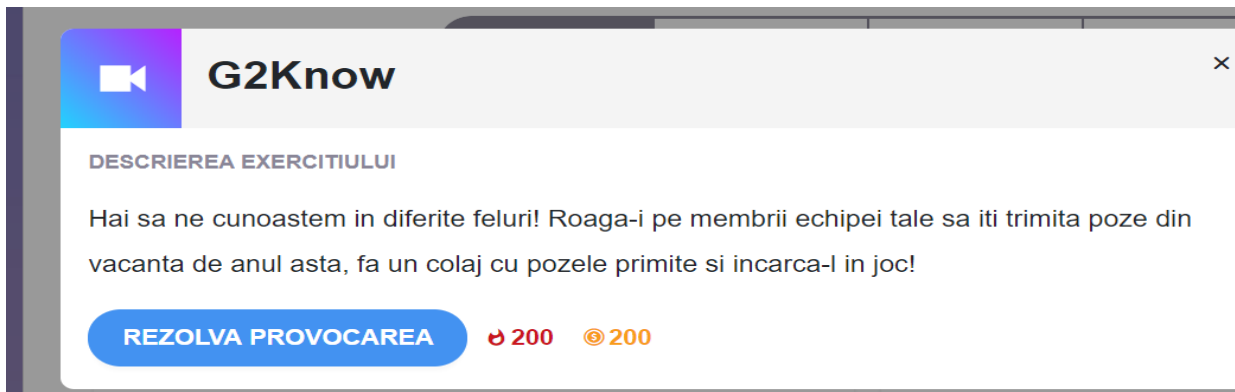 G2Know
×
DESCRIEREA EXERCITIULUI
Hai sa ne cunoastem in diferite feluri! Roaga-i pe membrii echipei tale sa iti trimita poze din
vacanta de anul asta, fa un colaj cu pozele primite si incarca-l in joc!
REZOLVA PROVOCAREA 200 200